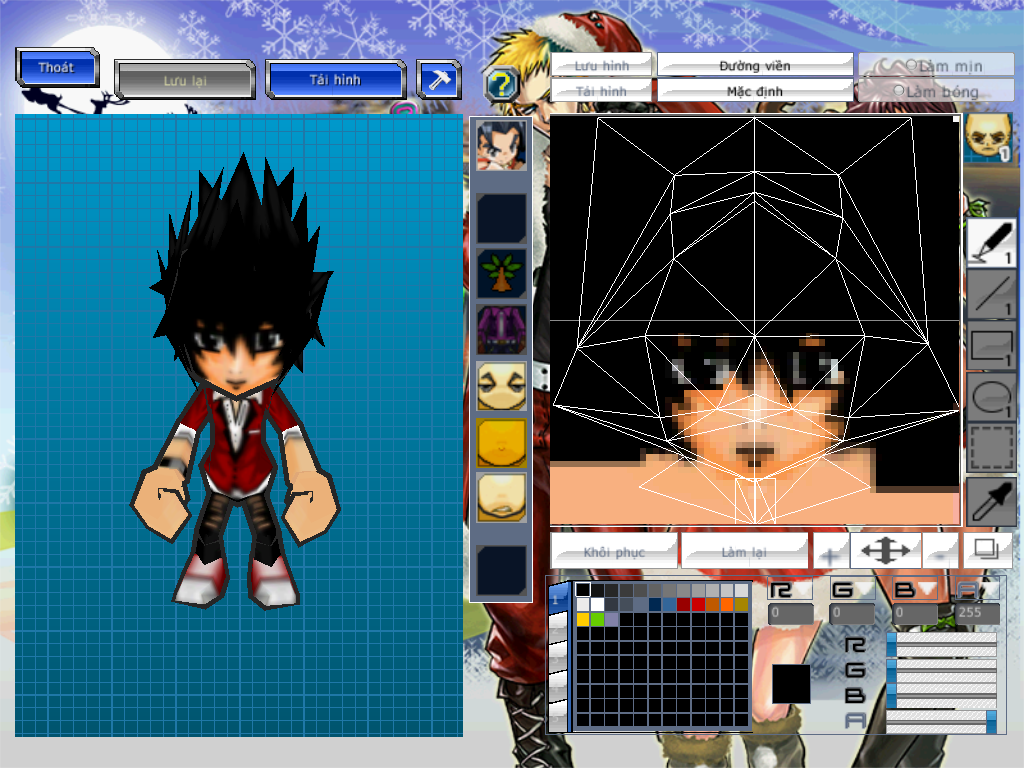 Thoát
Lưu lại
Tải hình
?
Lưu hình
Đường viền
Làm mịn
Tải hình
Mặc định
Làm bóng
1
1
1
1
1
Khôi phục
Làm lại
+
-
1
R G B A
0 0 0 255
R
G
B
A